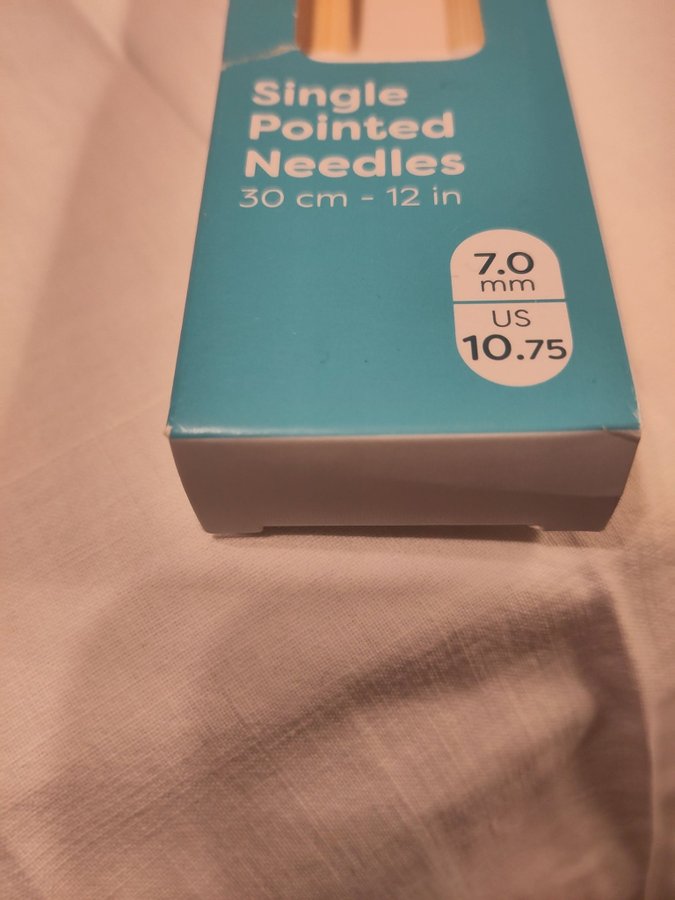 Single
Pointed
Needles
30 cm - 12 in
7.0
mm
US
10.75